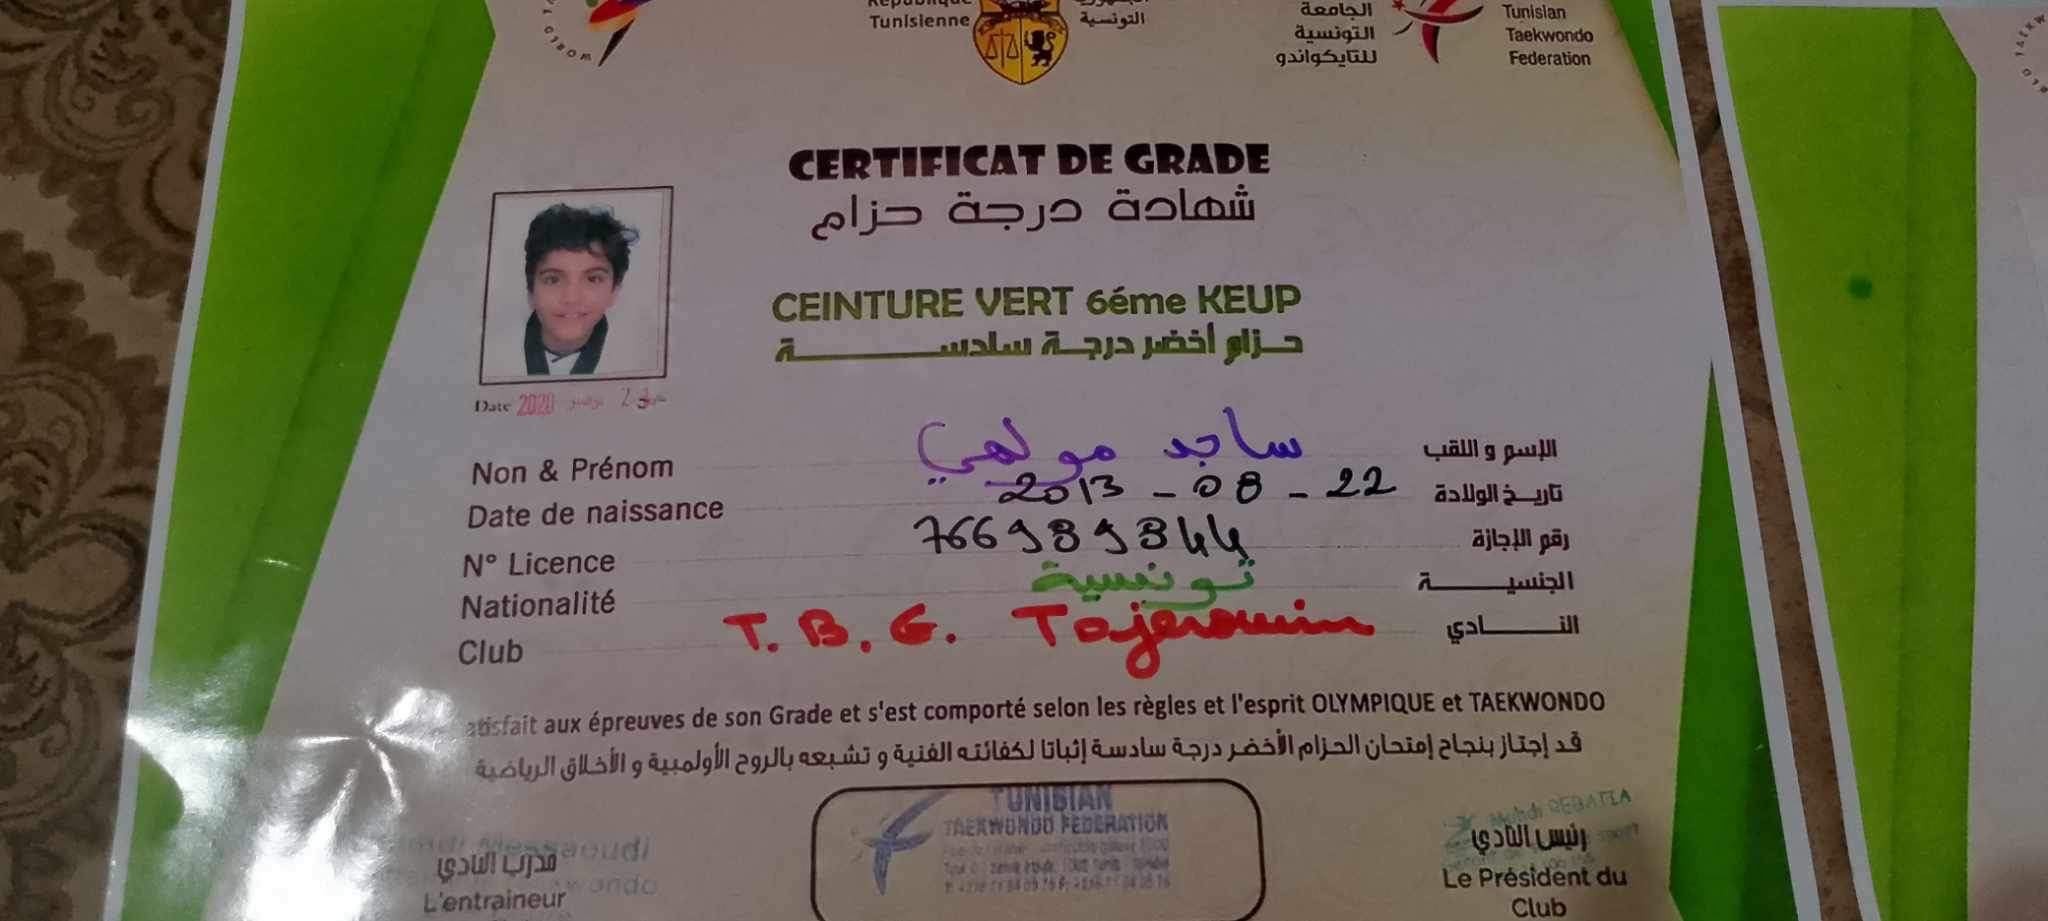 République
Tunisienne
التونسية
الجامعة
التونسية
للتايكواندو
Tunisian
Taekwondo
Federation
CERTIFICAT DE GRADE
شهادة درجة حزام
CEINTURE VERT 6éme KEUP
حزام أخضر درجة سادسة
Date 2020 نوفمبر
Non & Prénom ساجد مولهي الإسم و اللقب
Date de naissance 2013 - 08 - 22 تاريخ الولادة
N° Licence 76698989344 رقم الإجازة
Nationalité تونسية الجنسية
Club T. B. G. Tajerouin النادي
atisfait aux épreuves de son Grade et s'est comporté selon les règles et l'esprit OLYMPIQUE et TAEKWONDO
قد إجتاز بنجاح إمتحان الحزام الأخضر درجة سادسة إثباتا لكفائته الفنية و تشبعه بالروح الأولمبية و الأخلاق الرياضية
TUNISIAN
TAEKWONDO FEDERATION
Messaoudi
مدرب النادي
L'entraineur
رئيس النادي
Le Président du
Club